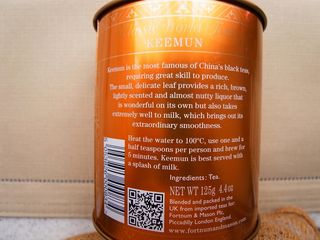 Classic World
KEEMUN
Keemun is the most famous of China's black teas,
requiring great skill to produce.
The small, delicate leaf provides a rich, brown,
lightly scented and almost nutty liquor that
is wonderful on its own but also takes
extremely well to milk, which brings out its
extraordinary smoothness.
Heat the water to 100°C, use one and a
half teaspoons per person and brew for
5 minutes. Keemun is best served with
a splash of milk.
Ingredients: Tea.
NET WT 125g 4.4 oz
Blended and packed in the
UK from imported teas for
Fortnum & Mason Plc,
Piccadilly London England.
www.fortnumandmason.com